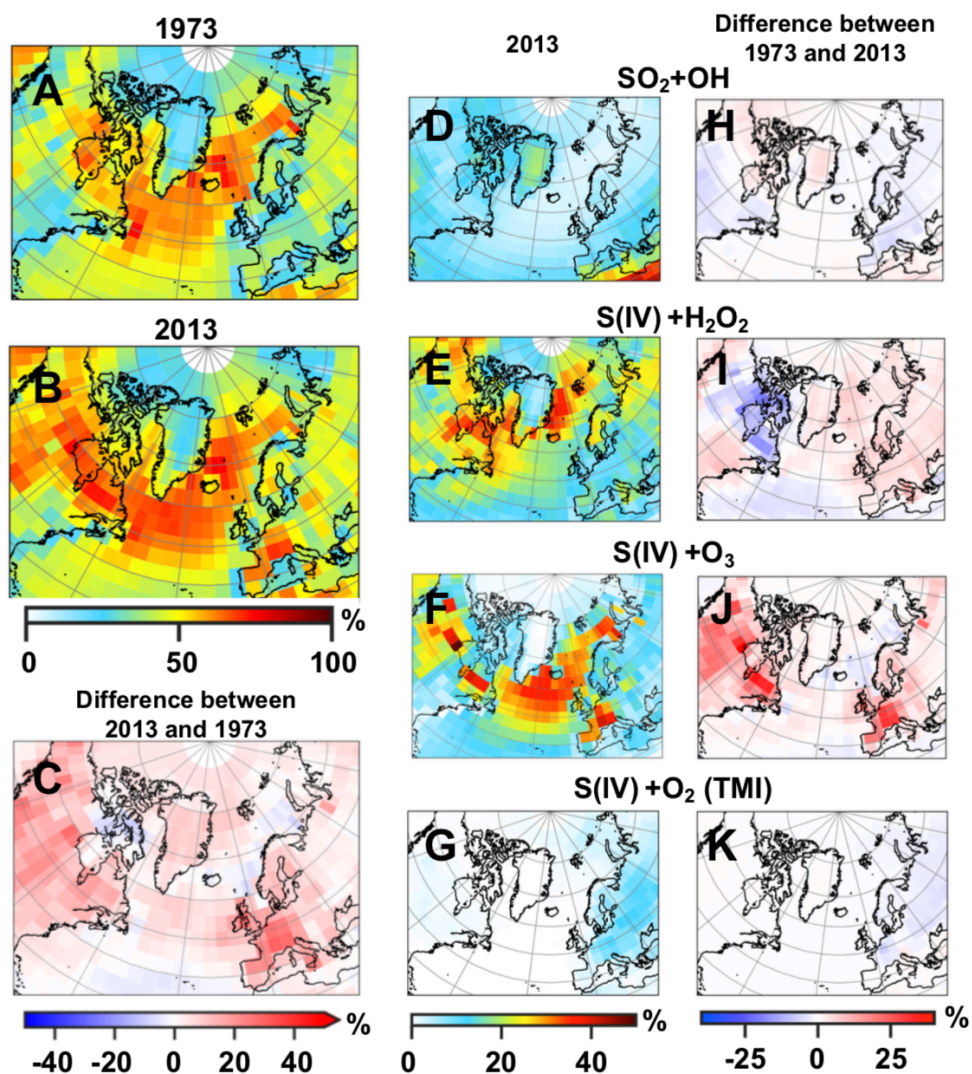 1973
A
2013
B
%
0 50 100
Difference between
2013 and 1973
C
%
-40 -20 0 20 40
2013
Difference between
1973 and 2013
SO₂+OH
D
H
S(IV) +H₂O₂
E
I
S(IV) +O₃
F
J
S(IV) +O₂ (TMI)
G
K
%
0 20 40
%
-25 0 25